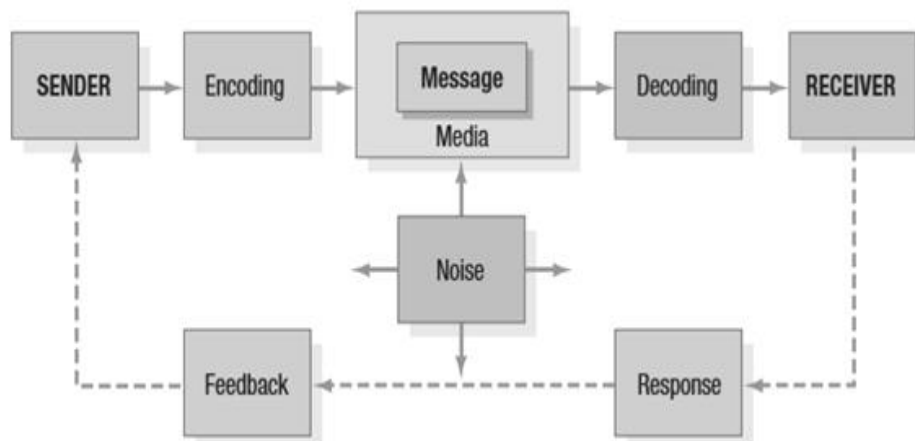 SENDER
Encoding
Message
Media
Decoding
RECEIVER
Noise
Feedback
Response